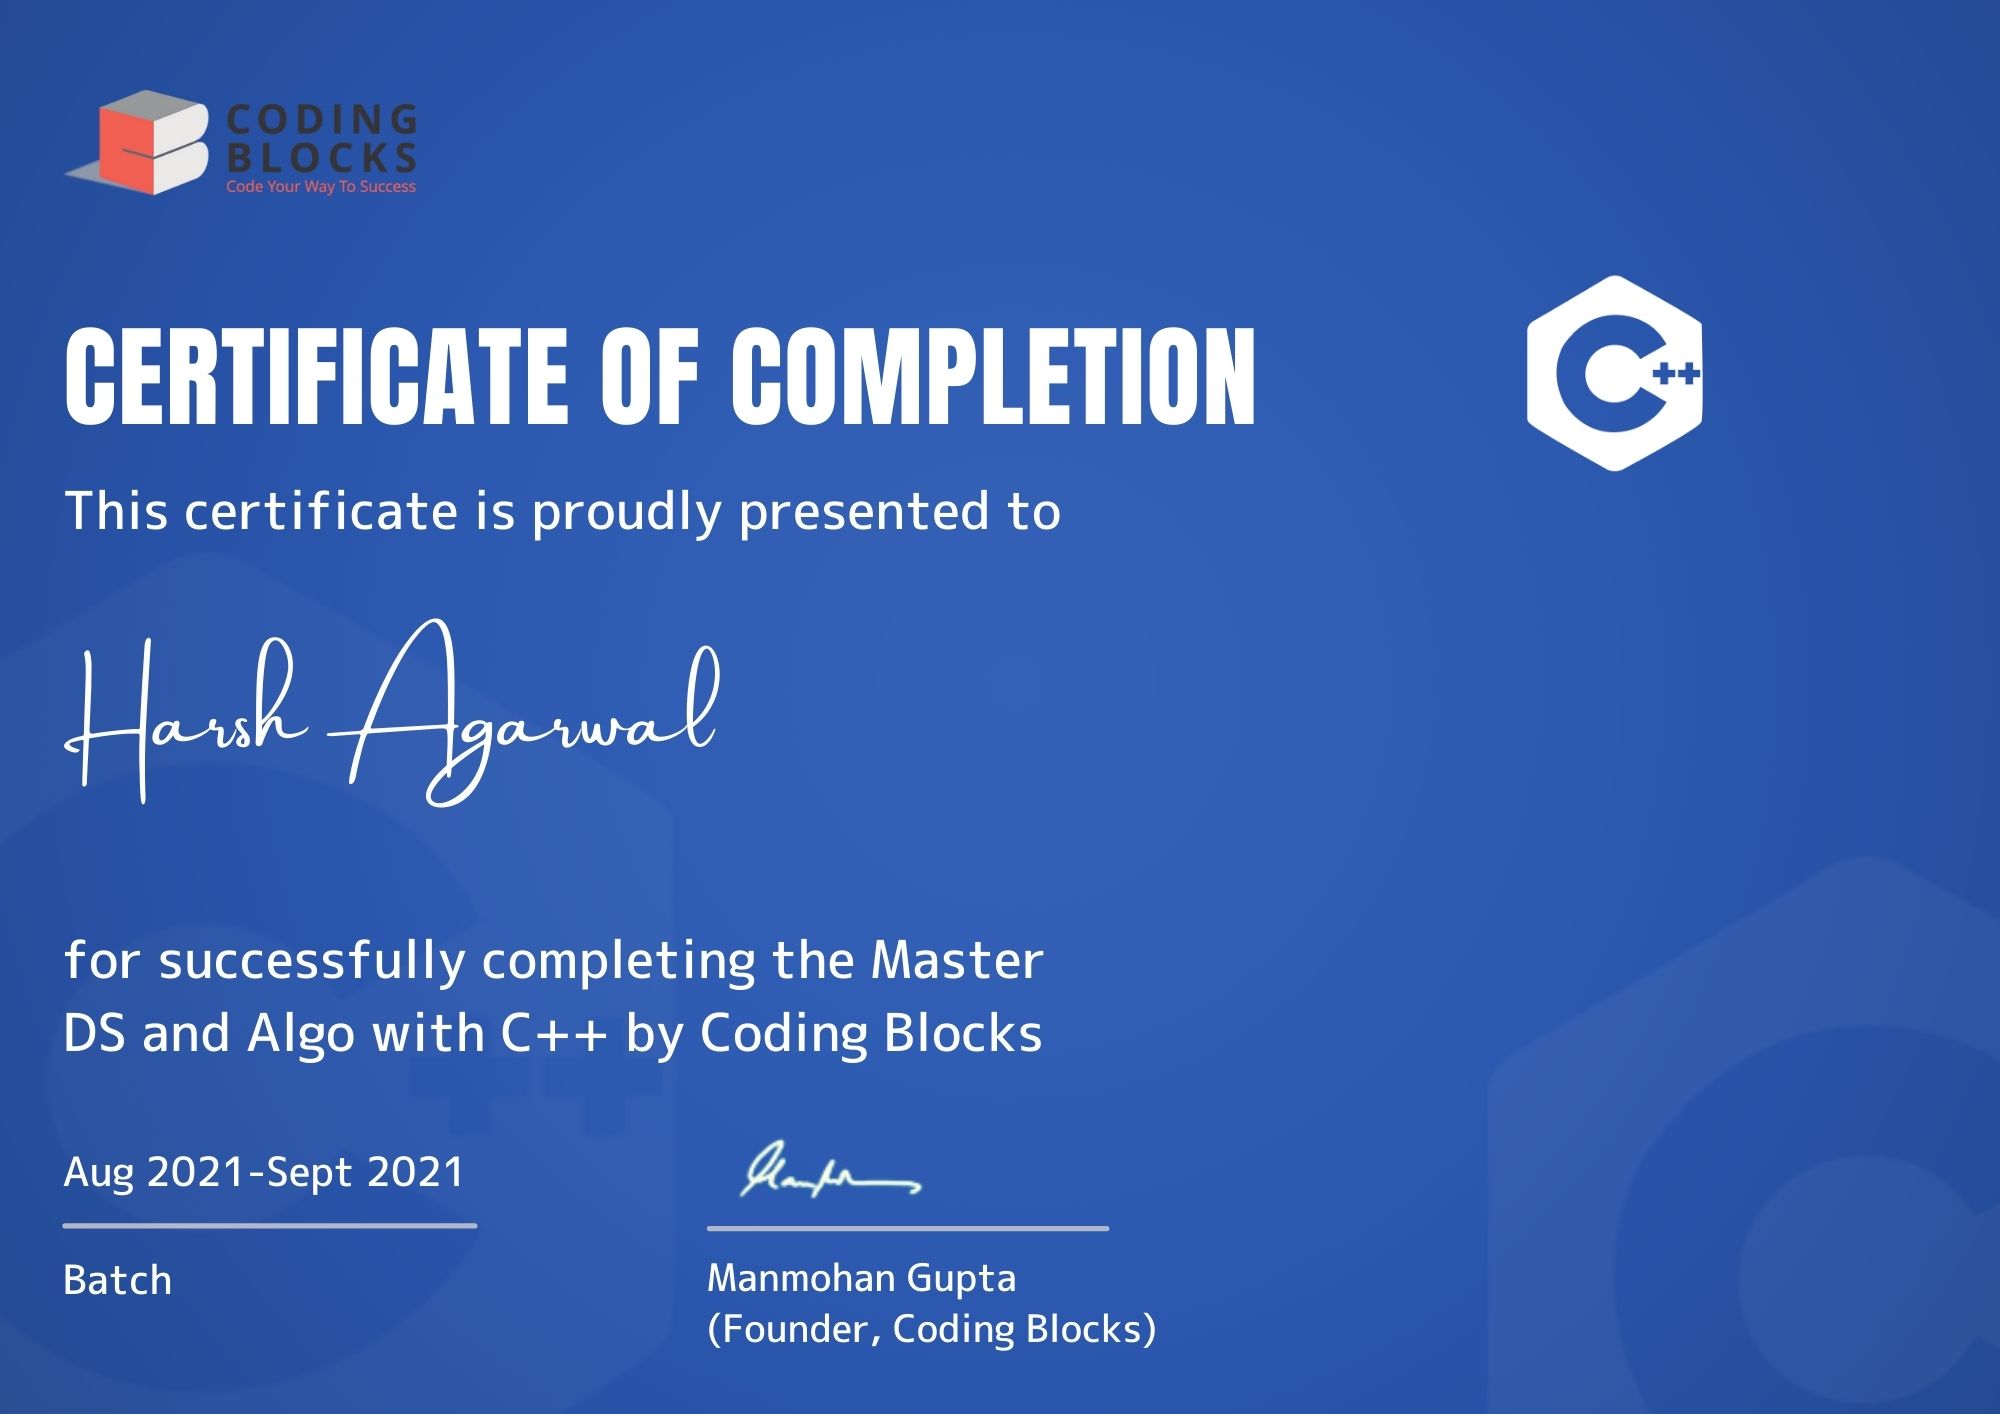 CODING
BLOCKS
Code Your Way To Success
CERTIFICATE OF COMPLETION
C++
This certificate is proudly presented to
Harsh Agarwal
for successfully completing the Master
DS and Algo with C++ by Coding Blocks
Aug 2021-Sept 2021
Batch
Manmohan Gupta
(Founder, Coding Blocks)